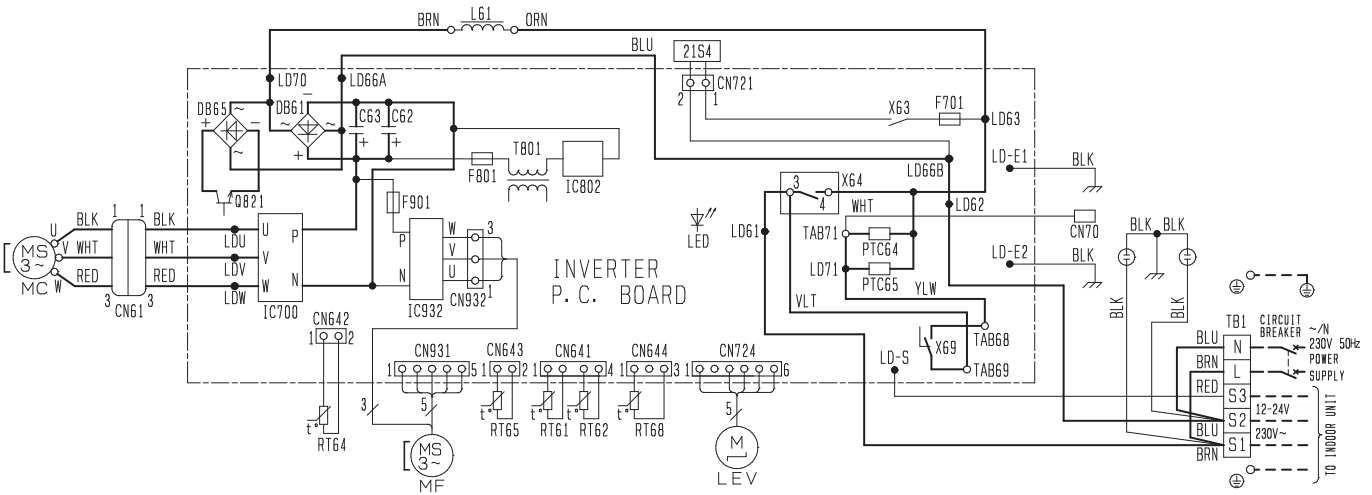 BRN L61 ORN
BLU
21S4
LD70 LD66A
CN721
2 1
DB65 ~ DB61 −
+ − ~ ~
~ +
C63 C62
+ +
X63 F701
LD63
T801
F801 IC802
LD66B
LD-E1 BLK
Q821
F901
3 X64
4
WHT
LD62
LED
LD61
TAB71
PTC64
CN70
LD71
PTC65
LD-E2 BLK
VLT YLW
U BLK 1 1 BLK
MS
3~
V WHT WHT
RED RED
W
MC
3 3
CN61
LDU
LDV
LDW
U P
V
W N
IC700
P
N
W 3
V
U 1
IC932
CN932
INVERTER
P. C. BOARD
BLK BLK
BLK BLK
CN642
1 2
t°
RT64
CN931
1 5
CN643
1 2
CN641
1 4
CN644
1 3
CN724
1 6
X69
TAB68
TAB69
LD-S
3 5
t°
RT65
t° t°
RT61 RT62
t°
RT68
5
MS
3~
MF
M
LEV
TB1
CIRCUIT
BREAKER
~/N
230V 50Hz
POWER
SUPPLY
BLU N
BRN L
RED S3
12-24V
S2
BLU
230V~
S1
BRN
TO INDOOR UNIT